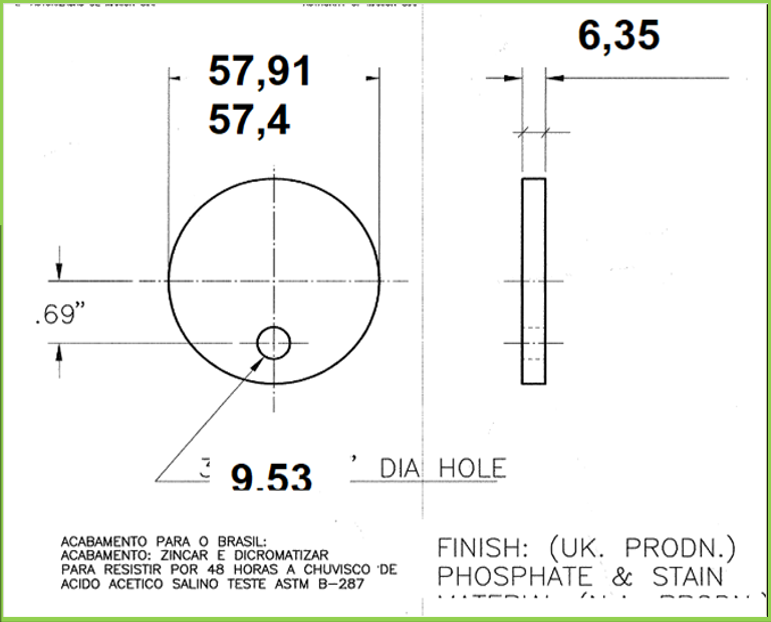 57,91
57,4
6,35
.69”
9.53 ’ DIA HOLE
ACABAMENTO PARA O BRASIL:
ACABAMENTO: ZINCAR E DICROMATIZAR
PARA RESISTIR POR 48 HORAS A CHUVISCO DE
ACIDO ACETICO SALINO TESTE ASTM B-287
FINISH: (UK. PRODN.)
PHOSPHATE & STAIN